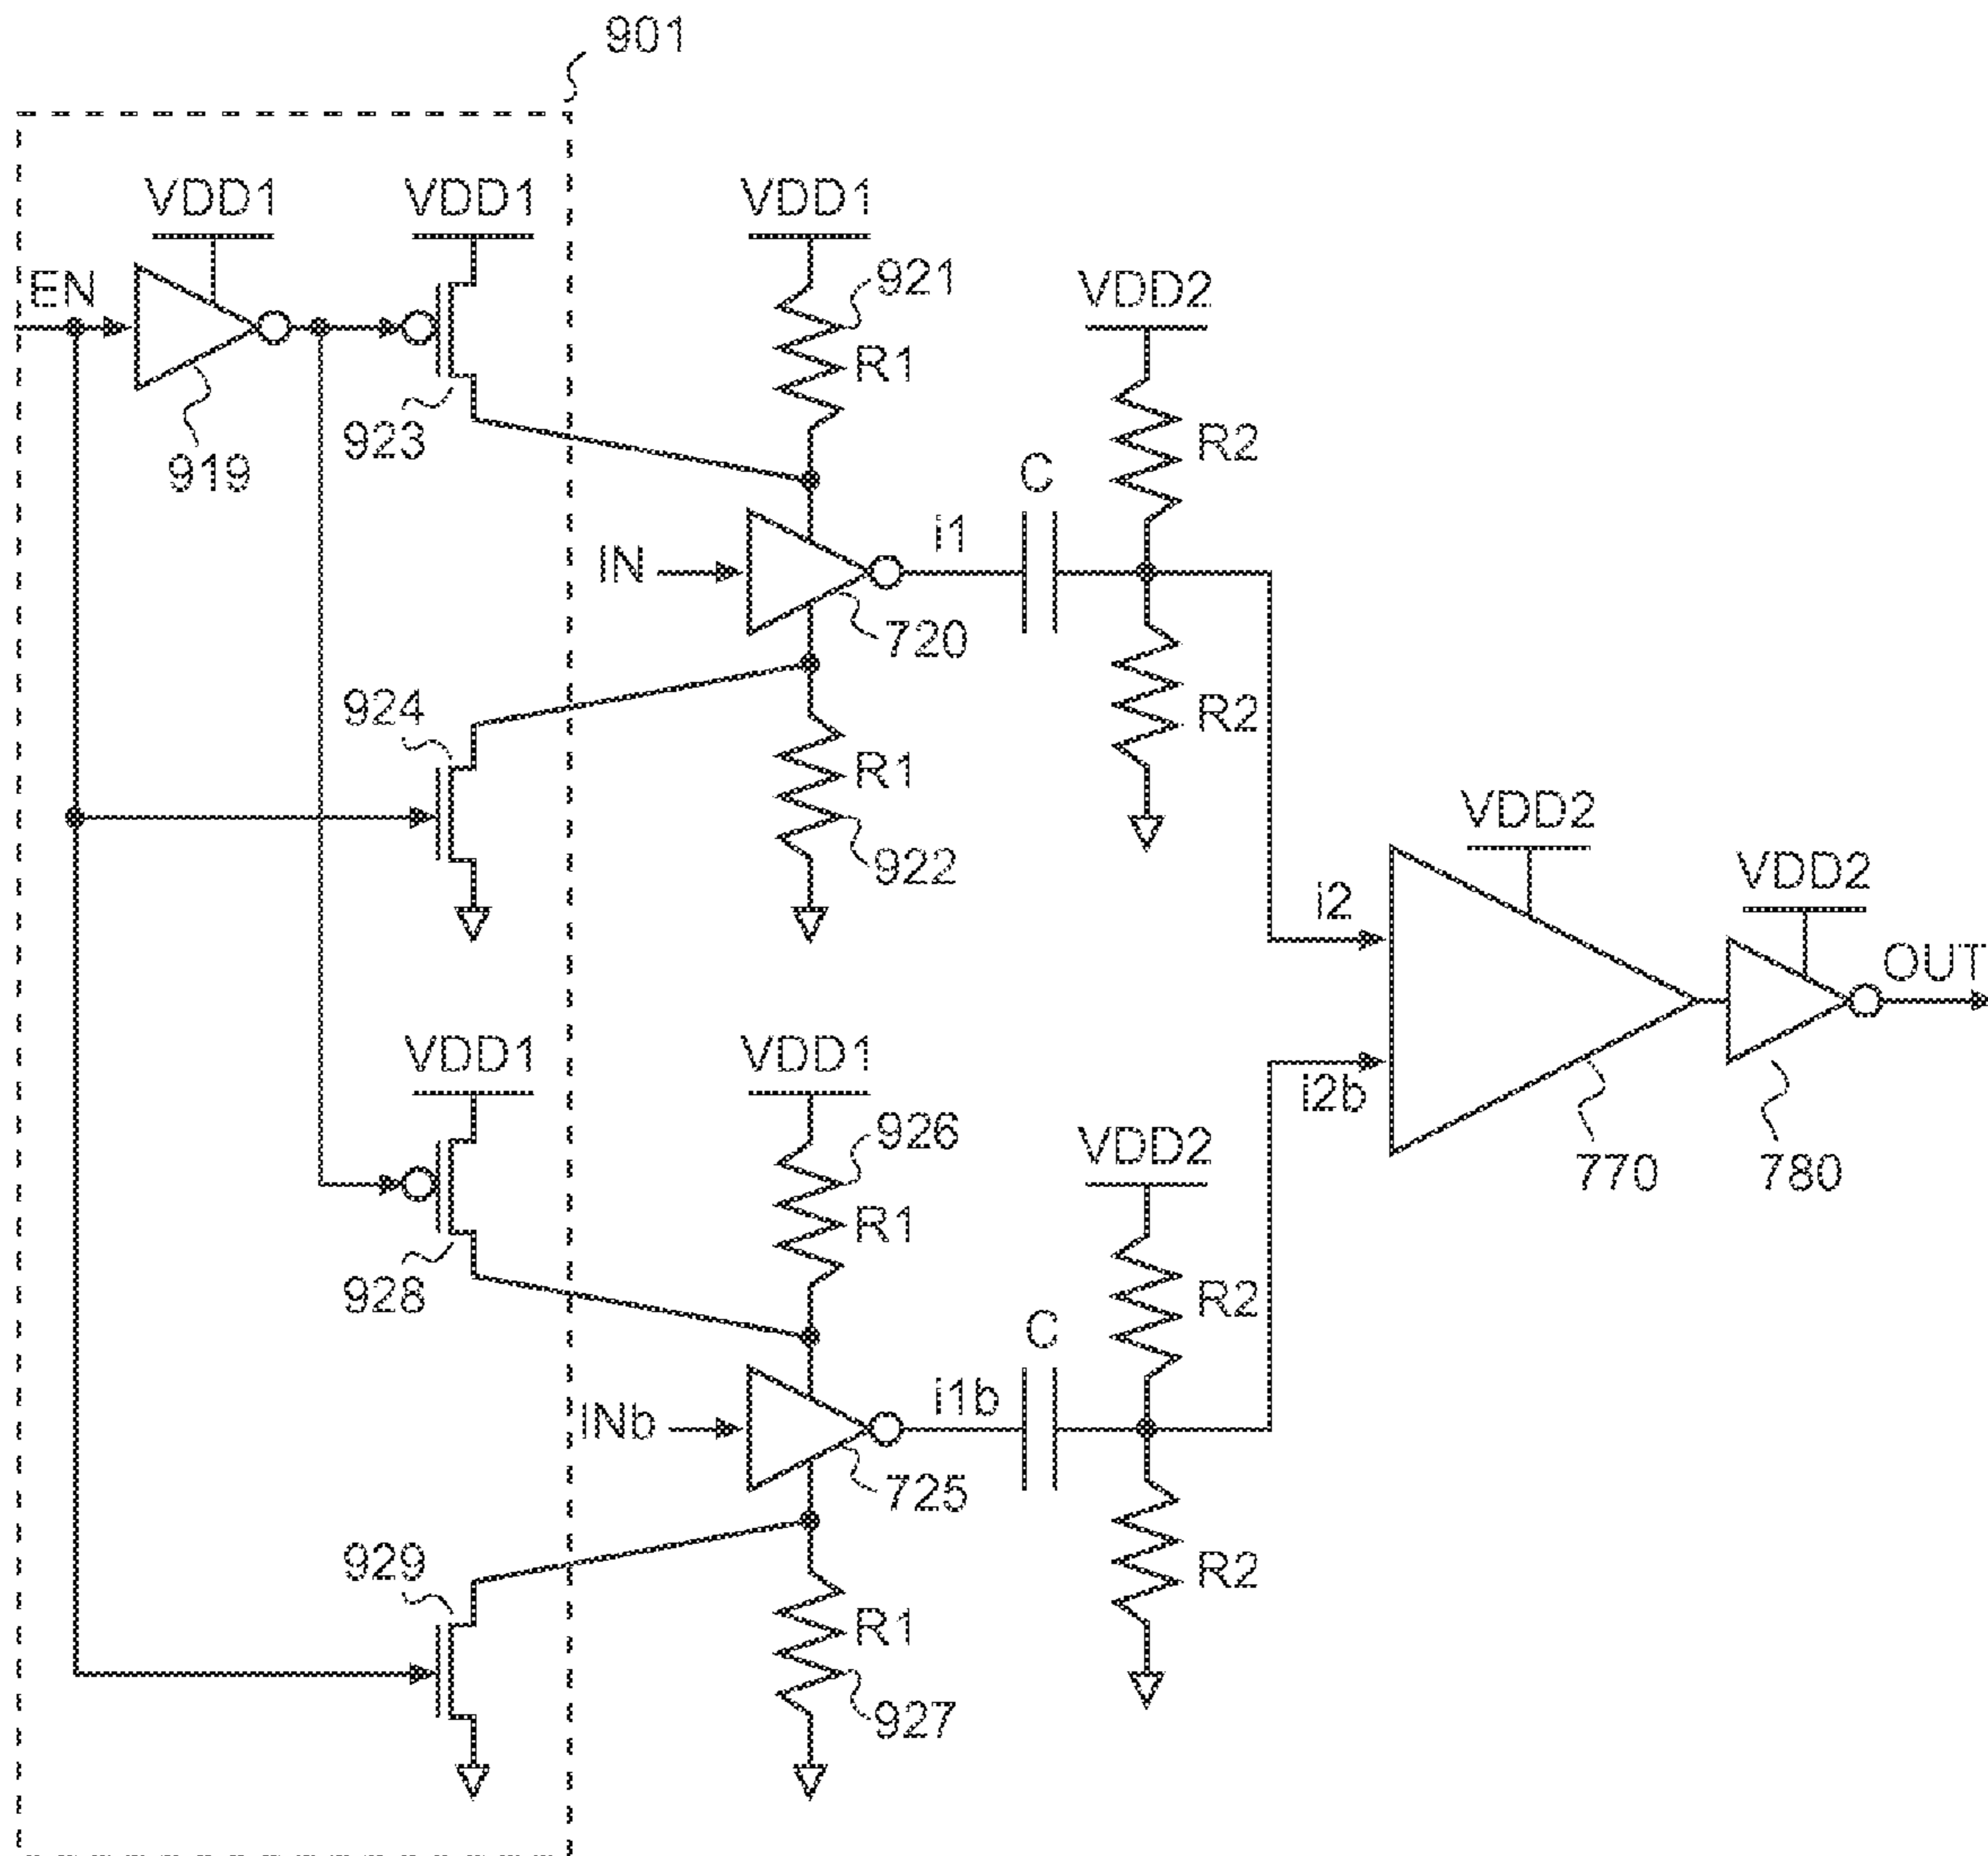 901
VDD1 VDD1 VDD1
EN 921 VDD2
R1
923 R2
919 C
IN i1
720
924 R2
R1 VDD2
922 VDD2
i2 OUT
VDD1 VDD1 i2b
926 VDD2 770 780
R1
928 R2
C
INb i1b
725
929 R2
R1
927